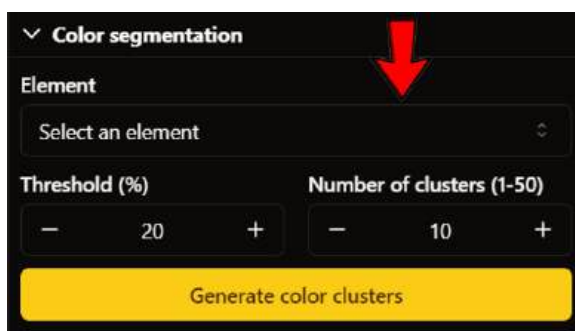 Color segmentation
Element
Select an element
Threshold (%) Number of clusters (1-50)
− 20 + − 10 +
Generate color clusters